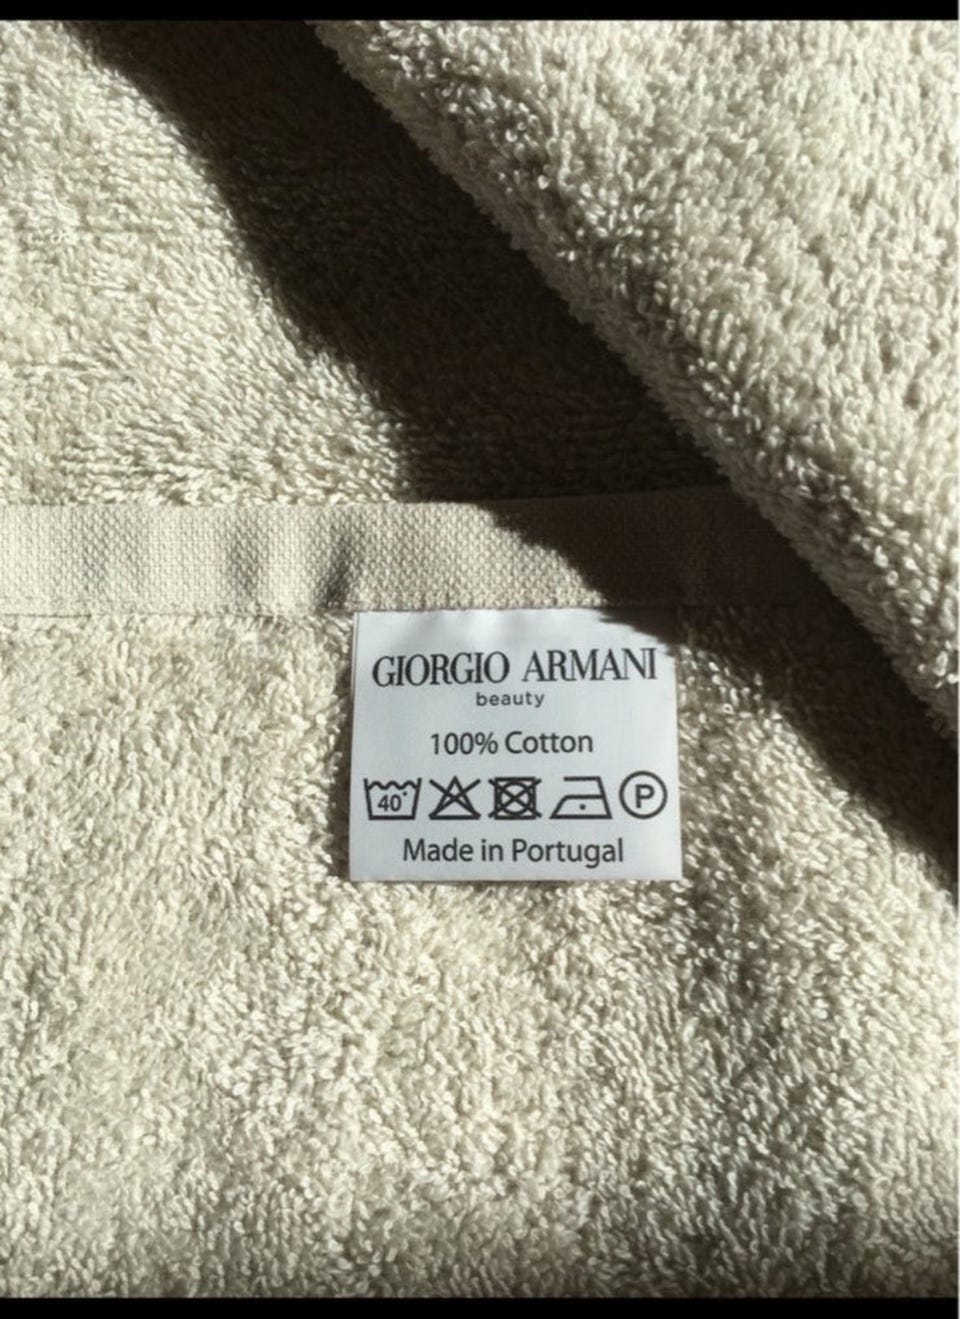 GIORGIO ARMANI
beauty
100% Cotton
40° P
Made in Portugal